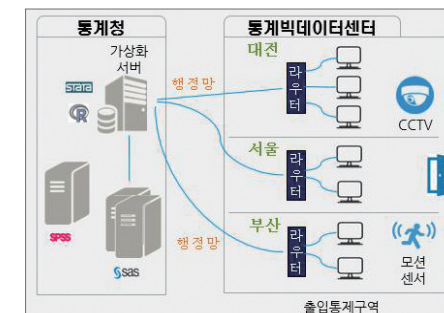 통계청
통계빅데이터센터
가상화
서버
stata
R
SPSS
sas
행정망
행정망
대전
라우터
CCTV
서울
라우터
부산
라우터
모션
센서
출입통제구역